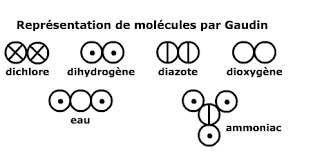 Représentation de molécules par Gaudin
dichlore dihydrogène diazote dioxygène
eau ammoniac